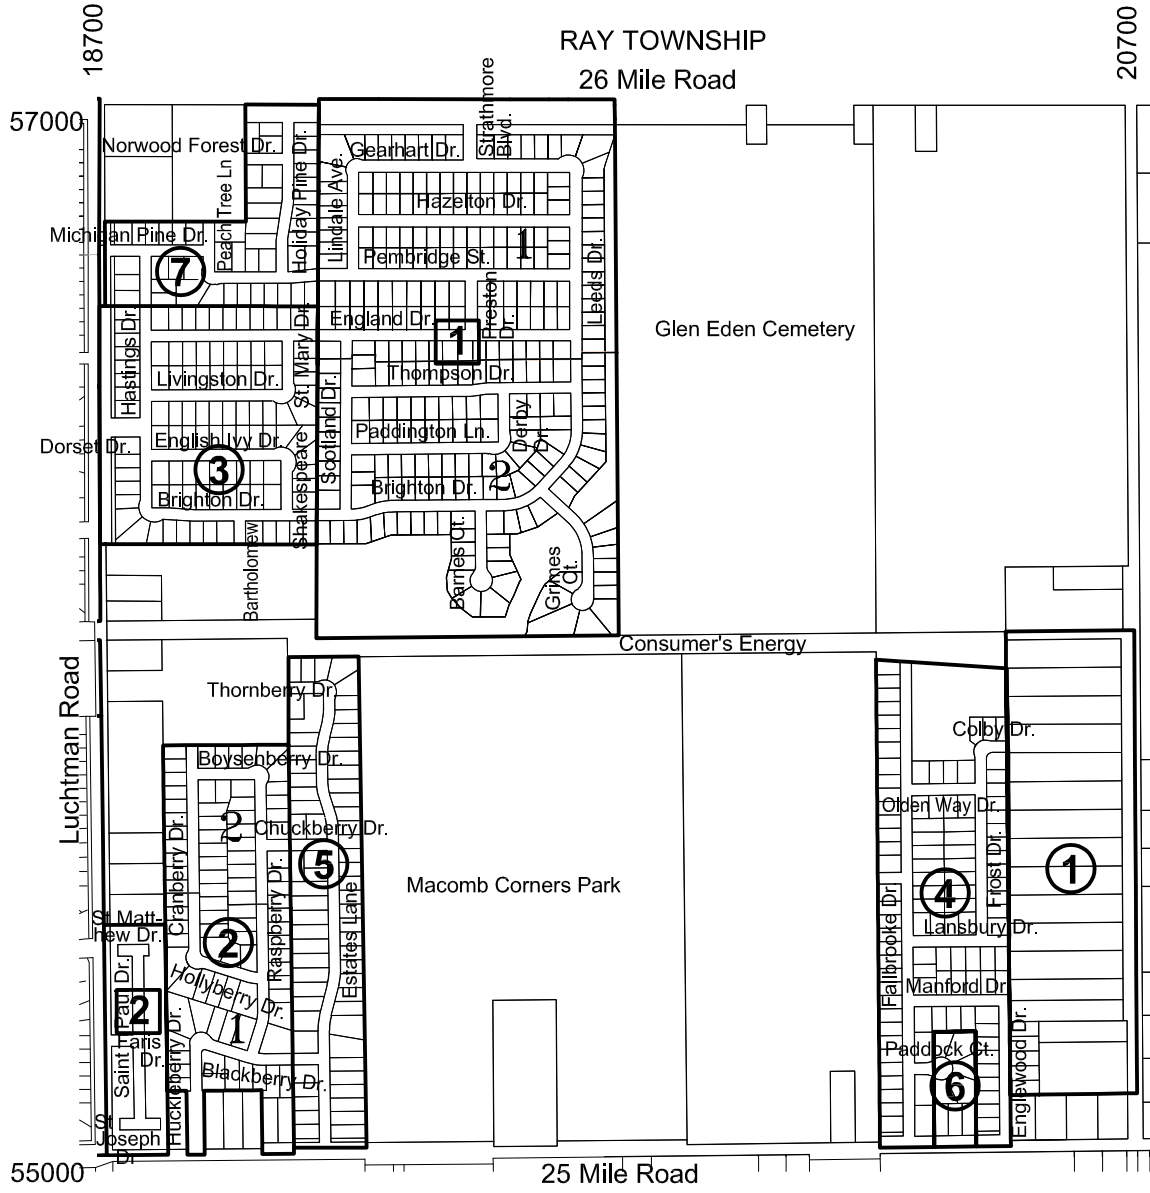 18700
RAY TOWNSHIP
20700
26 Mile Road
57000
Norwood Forest Dr.
Peach Tree Ln
Holiday Pine Dr.
Lindale Ave.
Gearhart Dr.
Strathmore
Blvd.
Hazelton Dr.
Michigan Pine Dr.
Pembridge St.
1
Leeds Dr.
7
Preston
Dr.
England Dr.
1
Glen Eden Cemetery
Hastings Dr.
St. Mary Dr.
Livingston Dr.
Thompson Dr.
Scotland Dr.
Dorset Dr.
English Ivy Dr.
Paddington Ln.
Derby
Dr.
3
Shakespeare
Brighton Dr.
Brighton Dr.
2
Bartholomew
Barnes Ct.
Grimes
Ct.
Consumer's Energy
Luchtman Road
Thornberry Dr.
Colby Dr.
Boysenberry Dr.
Olden Way Dr.
2
Chuckberry Dr.
Cranberry Dr.
5
Frost Dr.
1
Macomb Corners Park
4
St Matt-
hew Dr.
Raspberry Dr.
Estates Lane
Fallbrooke Dr
Lansbury Dr.
2
Hollyberry Dr.
Manford Dr
Saint Paul Dr.
2
1
Faris
Dr.
Huckleberry Dr.
Englewood Dr.
Paddock Ct.
Blackberry Dr.
6
St
Joseph
Dr
55000
25 Mile Road